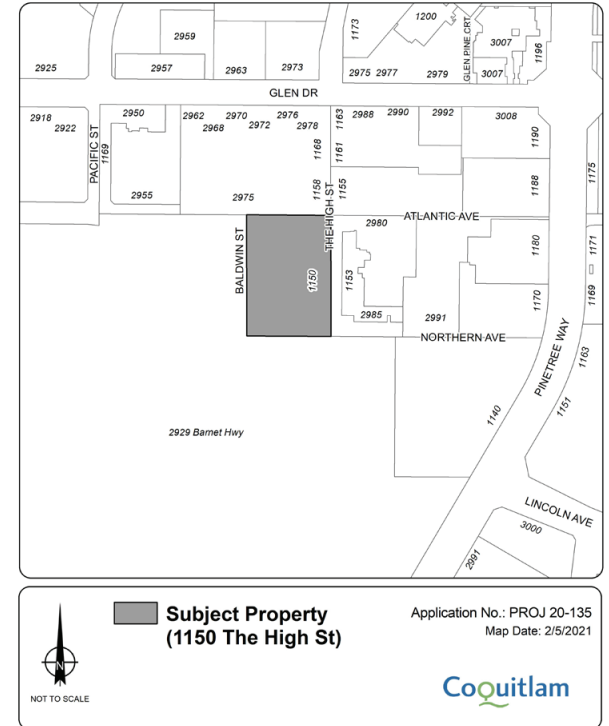 1200
1173
2959
GLEN PINE CRT
3007
1196
2925
2957
2963
2973
2975 2977
2979
3007
GLEN DR
2918
2922
PACIFIC ST
1169
2950
2962
2968
2970
2972
2976
2978
1163
1161
2988
2990
2992
3008
1190
1168
1158
1155
2955
2975
1188
1175
THE HIGH ST
ATLANTIC AVE
BALDWIN ST
1150
2980
1153
2985
2991
1180
1170
1171
1169
NORTHERN AVE
PINETREE WAY
1163
1151
1140
2929 Barnet Hwy
LINCOLN AVE
3000
2991
Subject Property
(1150 The High St)
Application No.: PROJ 20-135
Map Date: 2/5/2021
N
NOT TO SCALE
Coquitlam